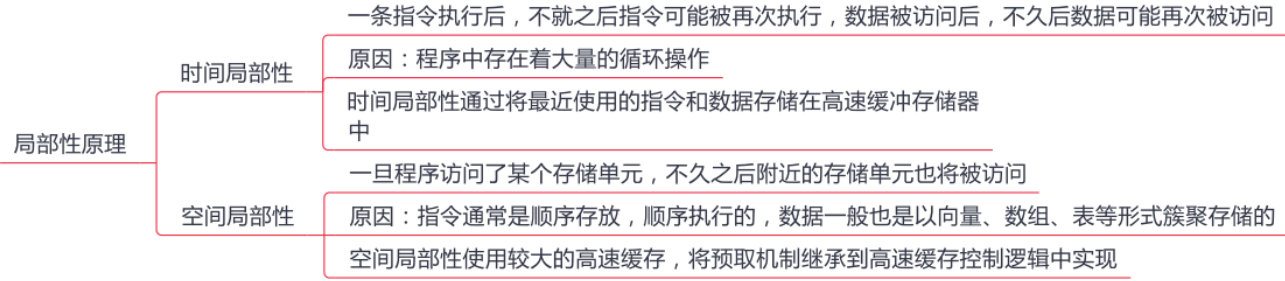 一条指令执行后，不就之后指令可能被再次执行，数据被访问后，不久后数据可能再次被访问
时间局部性
原因：程序中存在着大量的循环操作
时间局部性通过将最近使用的指令和数据存储在高速缓冲存储器
中
局部性原理
一旦程序访问了某个存储单元，不久之后附近的存储单元也将被访问
空间局部性
原因：指令通常是顺序存放，顺序执行的，数据一般也是以向量、数组、表等形式簇聚存储的
空间局部性使用较大的高速缓存，将预取机制继承到高速缓存控制逻辑中实现